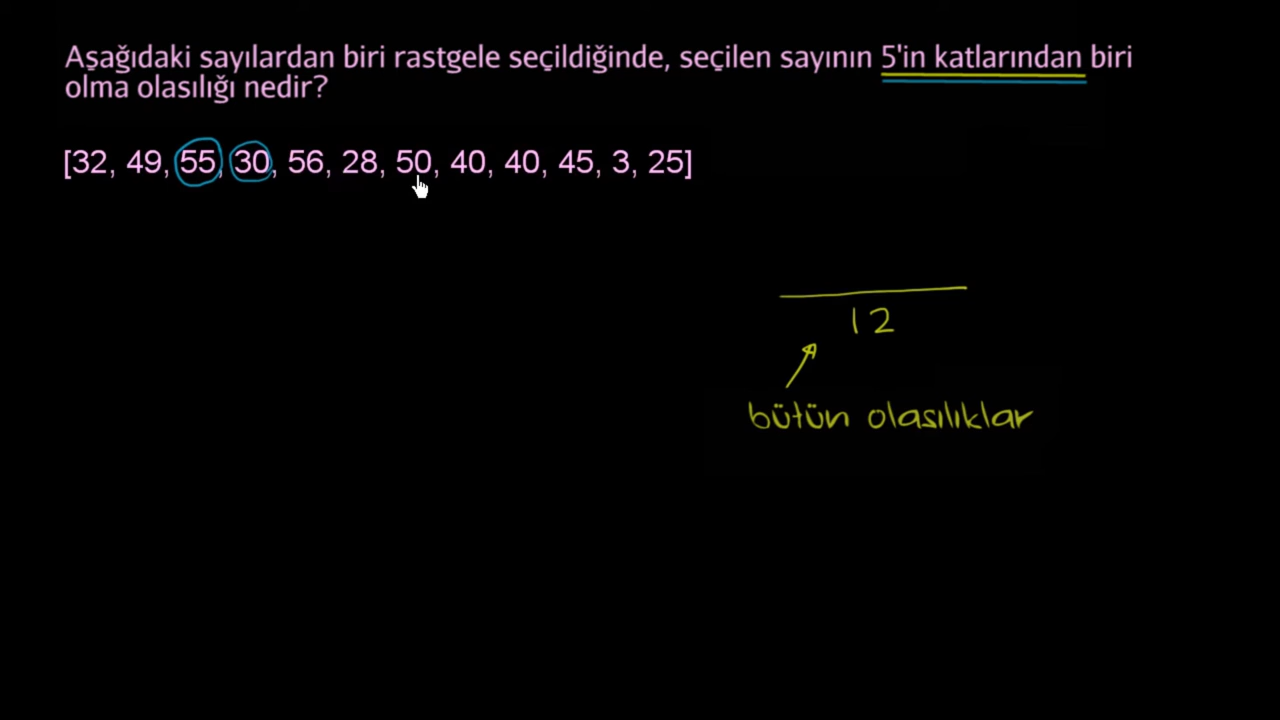 Aşağıdaki sayılardan biri rastgele seçildiğinde, seçilen sayının 5'in katlarından biri
olma olasılığı nedir?
[32, 49, 55, 30, 56, 28, 50, 40, 40, 45, 3, 25]
12
bütün olasılıklar